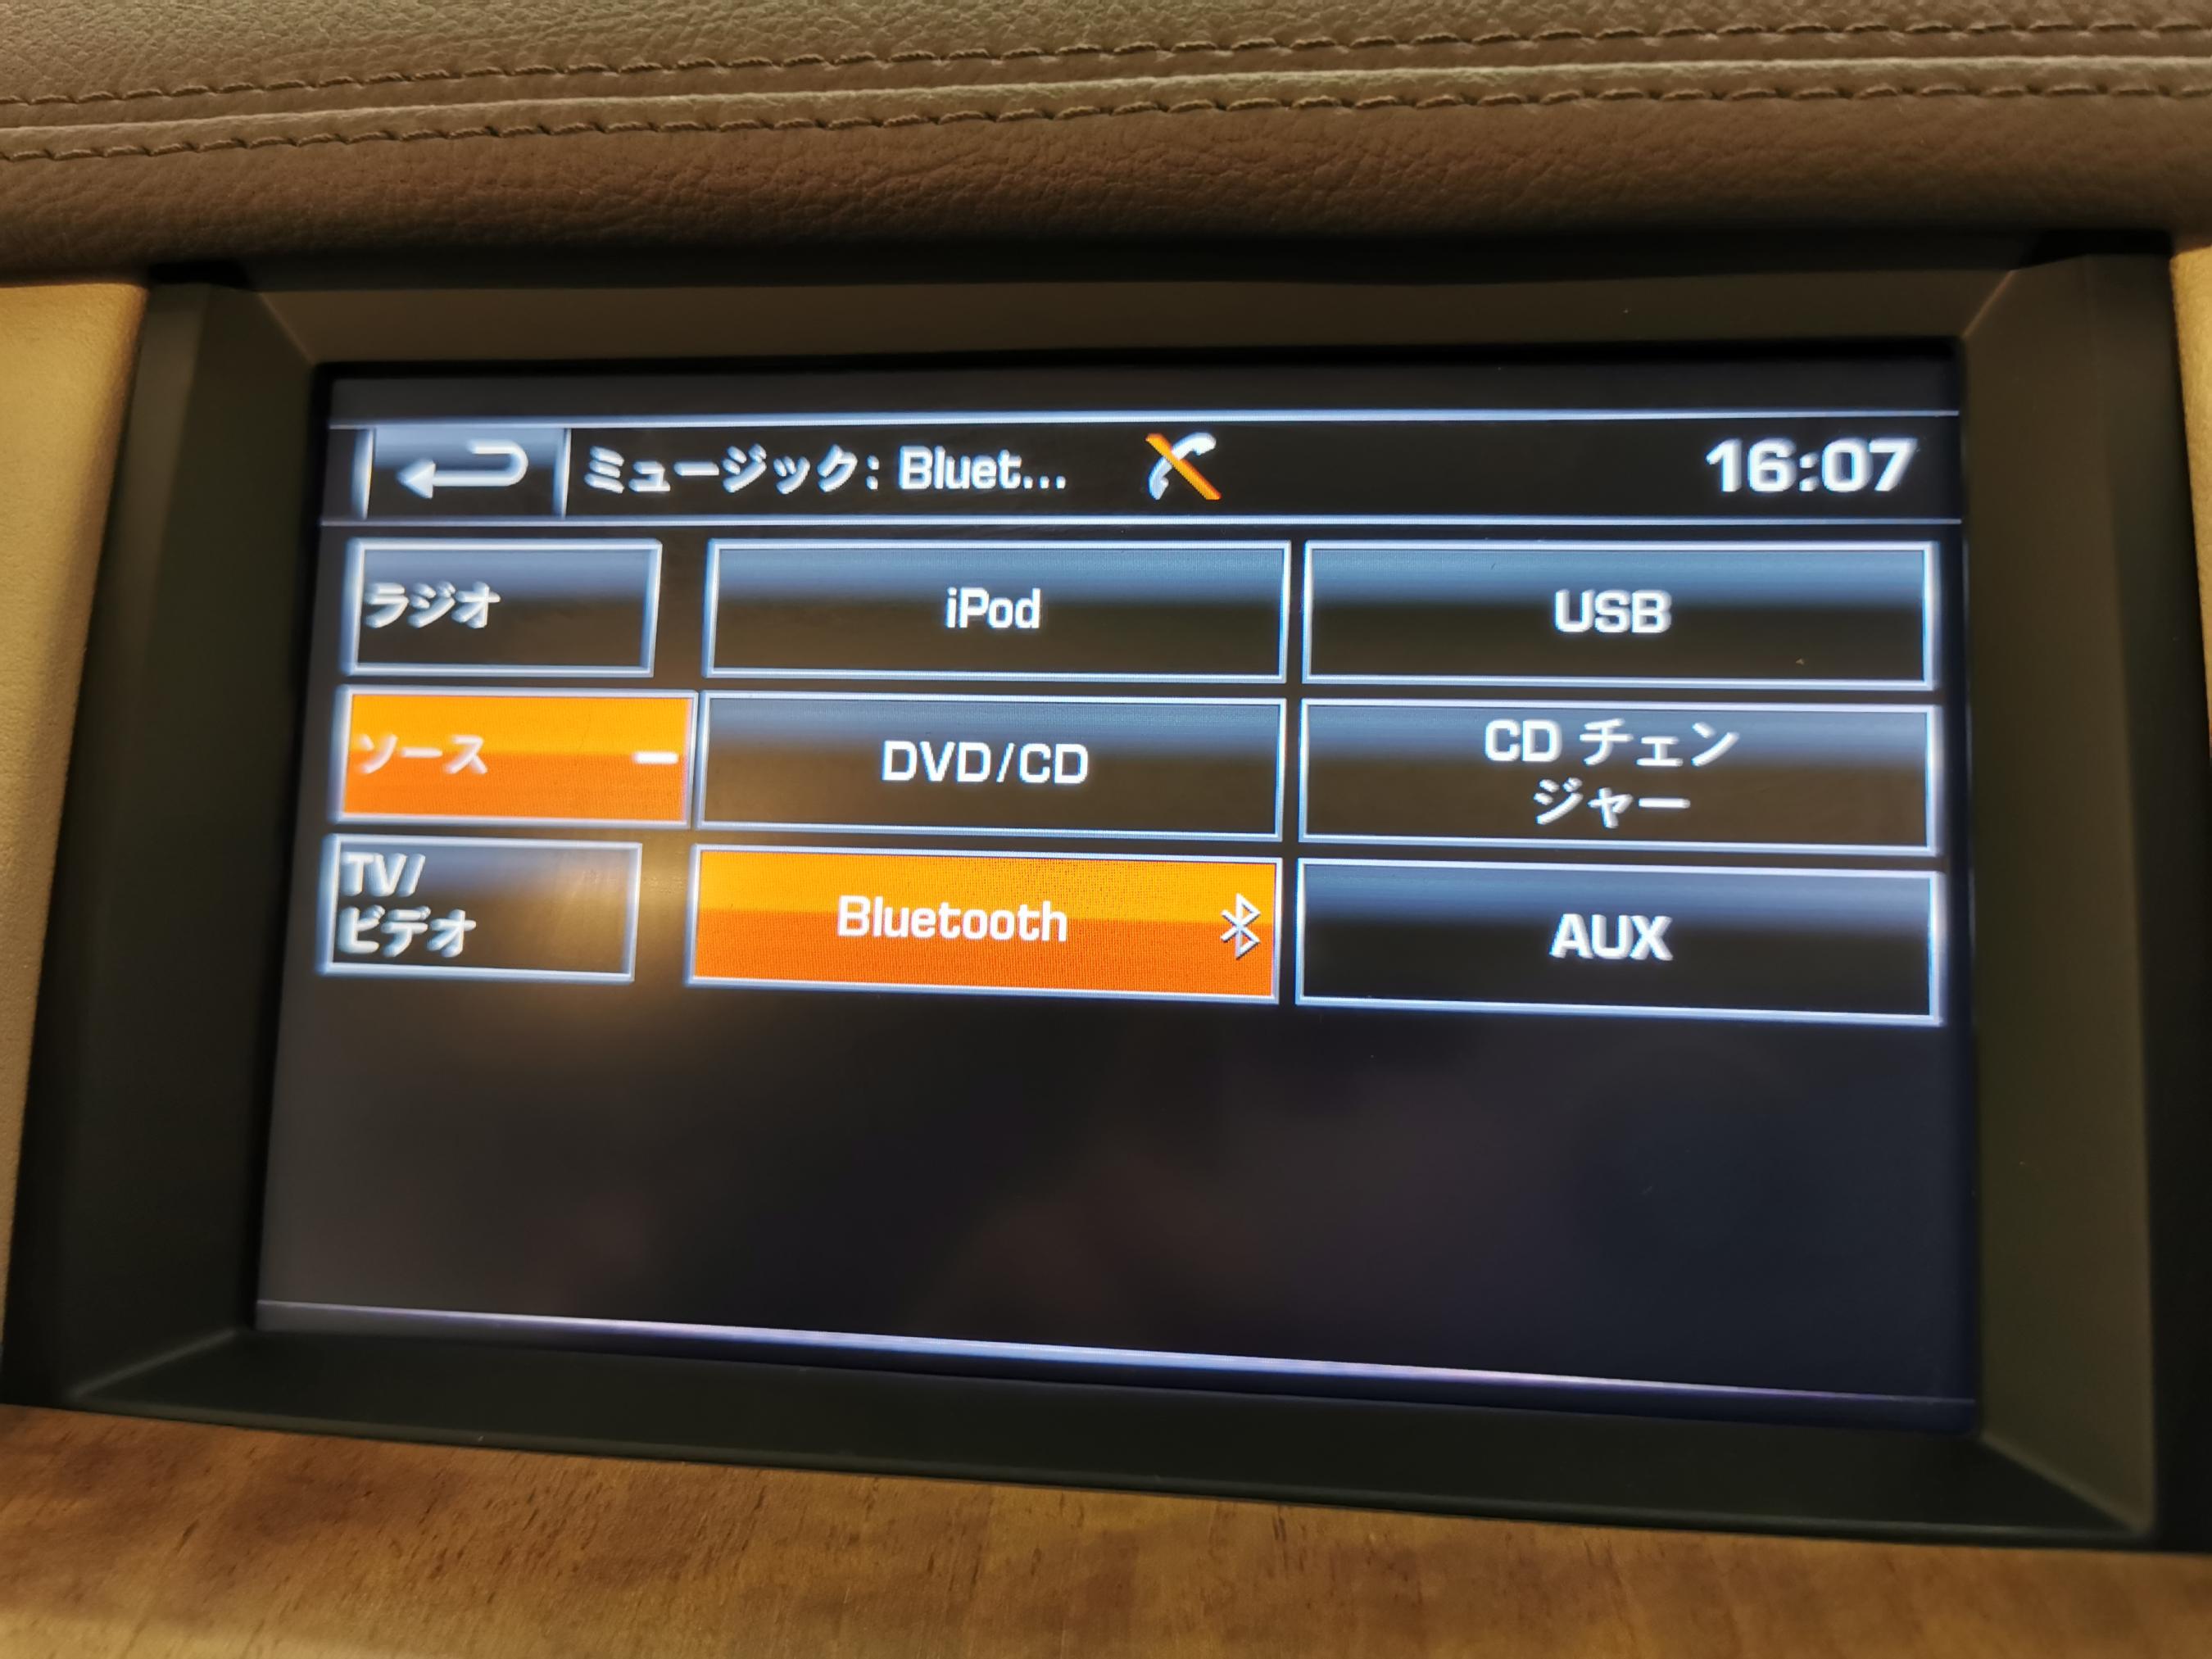 ミュージック: Bluet...
16:07
ラジオ
iPod
USB
ソース
DVD/CD
CD チェン
ジャー
TV/
ビデオ
Bluetooth
AUX